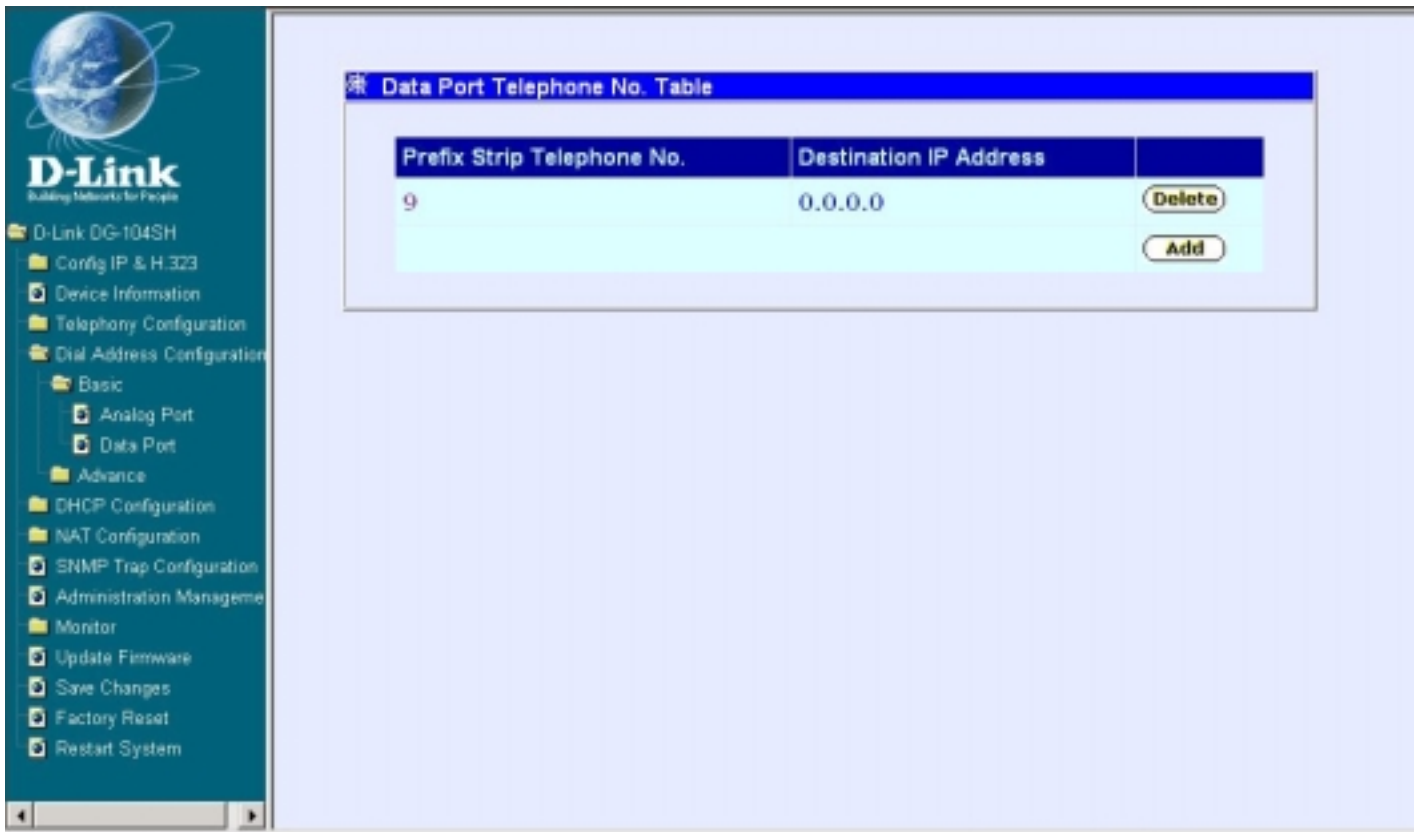 D-Link
Building Networks for People
D-Link DG-104SH
Config IP & H.323
Device Information
Telephony Configuration
Dial Address Configuration
Basic
Analog Port
Data Port
Advance
DHCP Configuration
NAT Configuration
SNMP Trap Configuration
Administration Manageme
Monitor
Update Firmware
Save Changes
Factory Reset
Restart System
Data Port Telephone No. Table
Prefix Strip Telephone No. Destination IP Address
9 0.0.0.0 Delete
Add